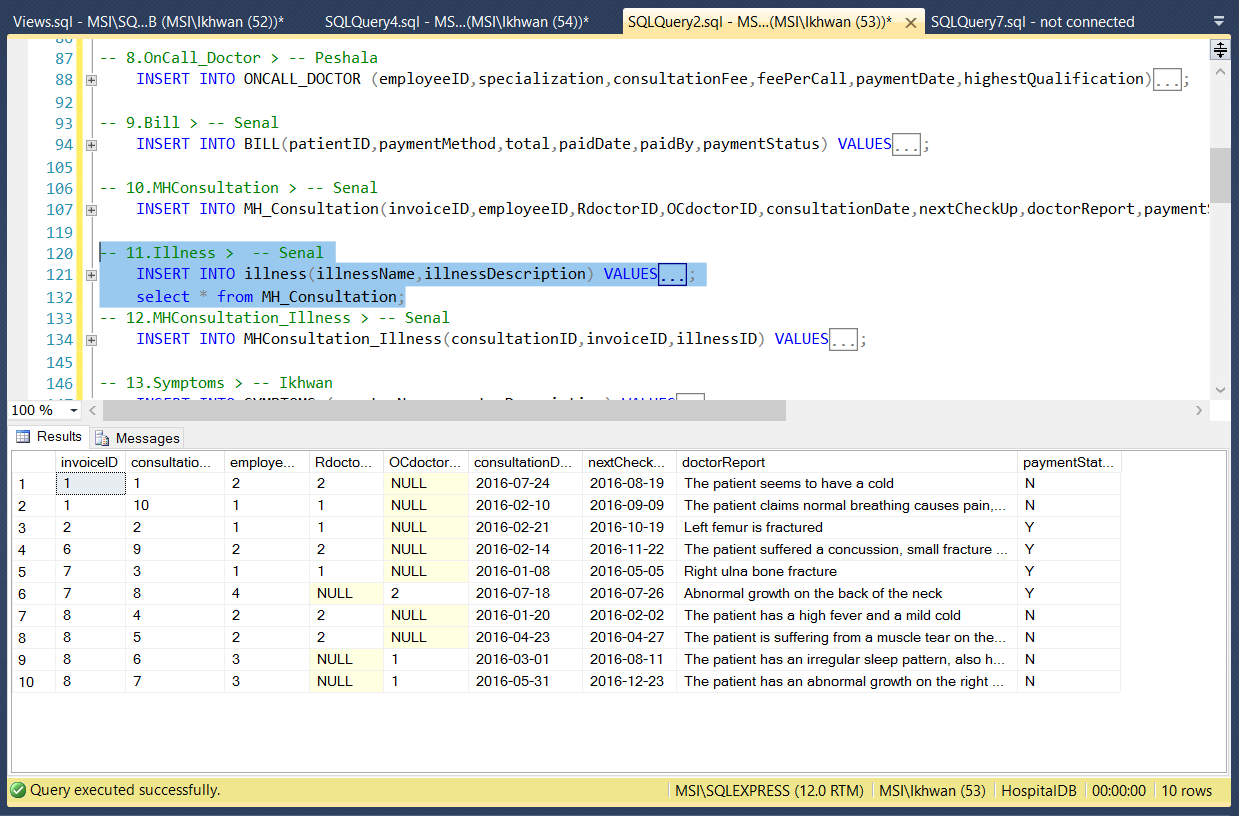 Views.sql - MSI\SQ...B (MSI\Ikhwan (52))* SQLQuery4.sql - MS...(MSI\Ikhwan (54))* SQLQuery2.sql - MS...(MSI\Ikhwan (53))* SQLQuery7.sql - not connected
87 -- 8.OnCall_Doctor > -- Peshala
88 INSERT INTO ONCALL_DOCTOR (employeeID,specialization,consultationFee,feePerCall,paymentDate,highestQualification)...;
92
93 -- 9.Bill > -- Senal
94 INSERT INTO BILL(patientID,paymentMethod,total,paidDate,paidBy,paymentStatus) VALUES...;
105
106 -- 10.MHConsultation > -- Senal
107 INSERT INTO MH_Consultation(invoiceID,employeeID,RdoctorID,OCdoctorID,consultationDate,nextCheckUp,doctorReport,payment
119
120 -- 11.Illness > -- Senal
121 INSERT INTO illness(illnessName,illnessDescription) VALUES...;
132 select * from MH_Consultation;
133 -- 12.MHConsultation_Illness > -- Senal
134 INSERT INTO MHConsultation_Illness(consultationID,invoiceID,illnessID) VALUES...;
145
146 -- 13.Symptoms > -- Ikhwan
100 %
Results Messages
invoiceID consultatio... employe... Rdocto... OCdoctor... consultationD... nextCheck... doctorReport paymentStat...
1 1 1 2 2 NULL 2016-07-24 2016-08-19 The patient seems to have a cold N
2 1 10 1 1 NULL 2016-02-10 2016-09-09 The patient claims normal breathing causes pain,... N
3 2 2 1 1 NULL 2016-02-21 2016-10-19 Left femur is fractured Y
4 6 9 2 2 NULL 2016-02-14 2016-11-22 The patient suffered a concussion, small fracture ... Y
5 7 3 1 1 NULL 2016-01-08 2016-05-05 Right ulna bone fracture Y
6 7 8 4 NULL 2 2016-07-18 2016-07-26 Abnormal growth on the back of the neck Y
7 8 4 2 2 NULL 2016-01-20 2016-02-02 The patient has a high fever and a mild cold N
8 8 5 2 2 NULL 2016-04-23 2016-04-27 The patient is suffering from a muscle tear on the... N
9 8 6 3 NULL 1 2016-03-01 2016-08-11 The patient has an irregular sleep pattern, also h... N
10 8 7 3 NULL 1 2016-05-31 2016-12-23 The patient has an abnormal growth on the right ... N
Query executed successfully. MSI\SQLEXPRESS (12.0 RTM) MSI\Ikhwan (53) HospitalDB 00:00:00 10 rows